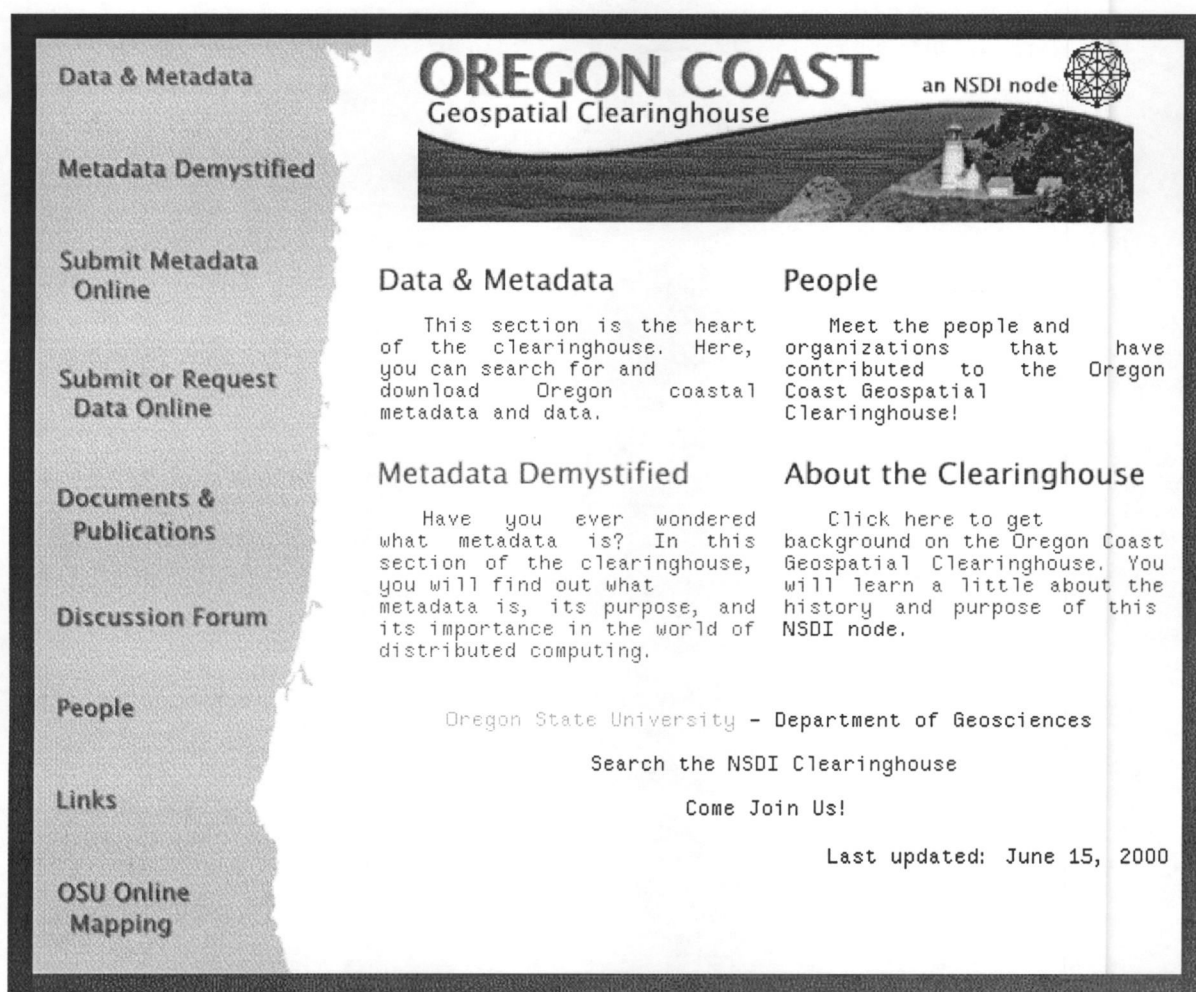 Data & Metadata
Metadata Demystified
Submit Metadata
Online
Submit or Request
Data Online
Documents &
Publications
Discussion Forum
People
Links
OSU Online
Mapping
OREGON COAST
an NSDI node
Geospatial Clearinghouse
Data & Metadata
This section is the heart
of the clearinghouse. Here,
you can search for and
download Oregon coastal
metadata and data.
People
Meet the people and
organizations that have
contributed to the Oregon
Coast Geospatial
Clearinghouse!
Metadata Demystified
Have you ever wondered
what metadata is? In this
section of the clearinghouse,
you will find out what
metadata is, its purpose, and
its importance in the world of
distributed computing.
About the Clearinghouse
Click here to get
background on the Oregon Coast
Geospatial Clearinghouse. You
will learn a little about the
history and purpose of this
NSDI node.
Oregon State University - Department of Geosciences
Search the NSDI Clearinghouse
Come Join Us!
Last updated: June 15, 2000